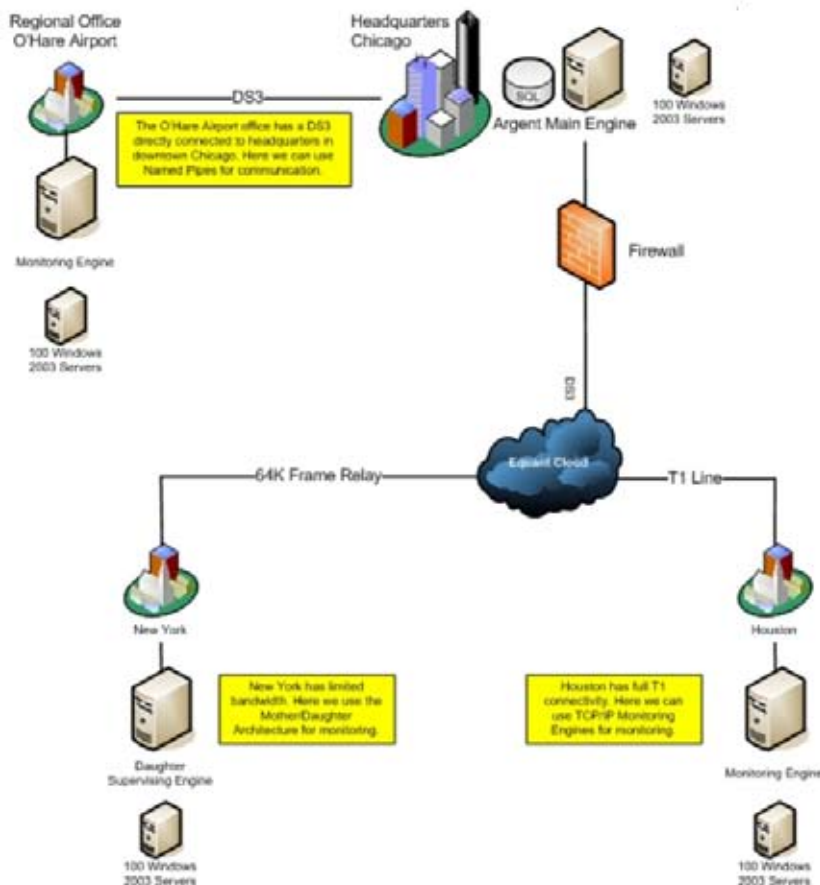 Regional Office
O'Hare Airport
Headquarters
Chicago
DS3
SQL
Argent Main Engine
100 Windows
2003 Servers
The O'Hare Airport office has a DS3
directly connected to headquarters in
downtown Chicago. Here we can use
Named Pipes for communication.
Monitoring Engine
100 Windows
2003 Servers
Firewall
DS3
Equant Cloud
64K Frame Relay
T1 Line
New York
Houston
New York has limited
bandwidth. Here we use the
Mother/Daughter
Architecture for monitoring.
Houston has full T1
connectivity. Here we can
use TCP/IP Monitoring
Engines for monitoring.
Daughter
Supervising Engine
Monitoring Engine
100 Windows
2003 Servers
100 Windows
2003 Servers